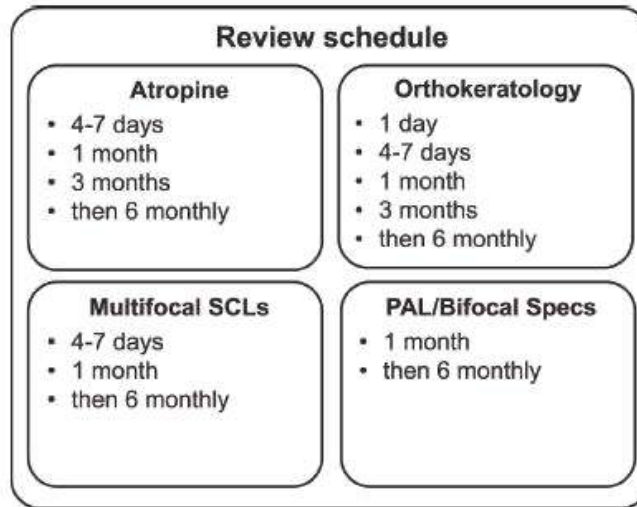 Review schedule
Atropine
• 4-7 days
• 1 month
• 3 months
• then 6 monthly
Orthokeratology
• 1 day
• 4-7 days
• 1 month
• 3 months
• then 6 monthly
Multifocal SCLs
• 4-7 days
• 1 month
• then 6 monthly
PAL/Bifocal Specs
• 1 month
• then 6 monthly